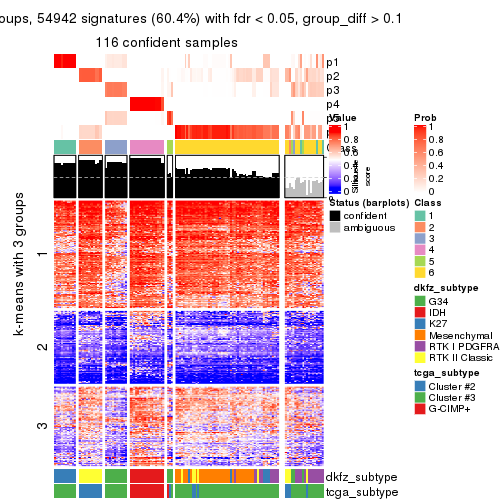 oups, 54942 signatures (60.4%) with fdr < 0.05, group_diff > 0.1
116 confident samples
p1
p2
p3
p4
Value
1
0.8
0.6
0.4
0.2
0
Silhouette
score
Prob
1
0.8
0.6
0.4
0.2
0
Status (barplots)
confident
ambiguous
Class
1
2
3
4
5
6
dkfz_subtype
G34
IDH
K27
Mesenchymal
RTK I PDGFRA
RTK II Classic
tcga_subtype
Cluster #2
Cluster #3
G-CIMP+
k-means with 3 groups
1
2
3
dkfz_subtype
tcga_subtype